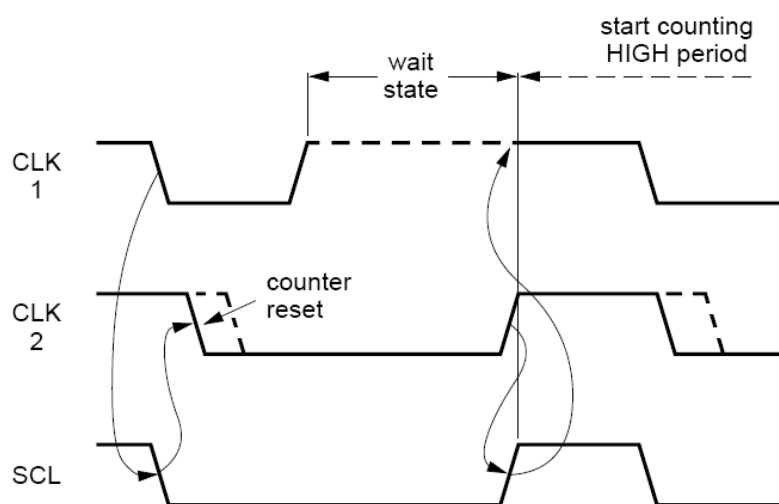 start counting
HIGH period
wait
state
CLK
1
counter
reset
CLK
2
SCL